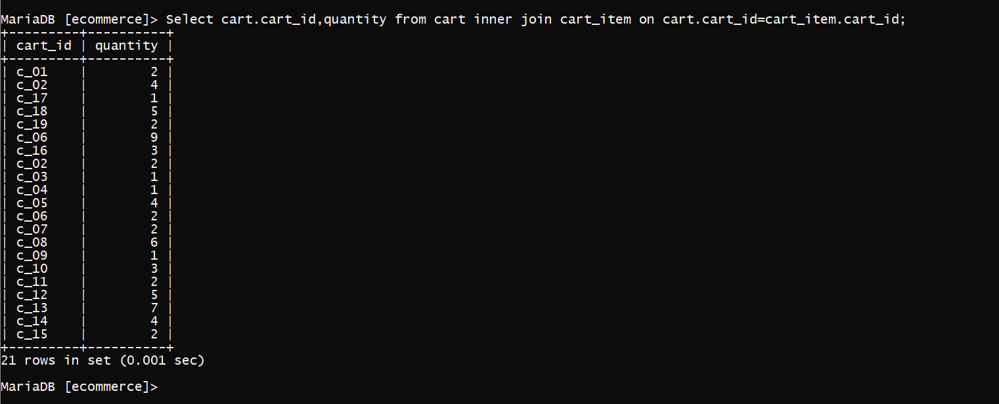 MariaDB [ecommerce]> Select cart.cart_id,quantity from cart inner join cart_item on cart.cart_id=cart_item.cart_id;
+---------+----------+
| cart_id | quantity |
+---------+----------+
| c_01    |        2 |
| c_02    |        4 |
| c_17    |        1 |
| c_18    |        5 |
| c_19    |        2 |
| c_06    |        9 |
| c_16    |        3 |
| c_02    |        2 |
| c_03    |        1 |
| c_04    |        1 |
| c_05    |        4 |
| c_06    |        2 |
| c_07    |        2 |
| c_08    |        6 |
| c_09    |        1 |
| c_10    |        3 |
| c_11    |        2 |
| c_12    |        5 |
| c_13    |        7 |
| c_14    |        4 |
| c_15    |        2 |
+---------+----------+
21 rows in set (0.001 sec)
MariaDB [ecommerce]>